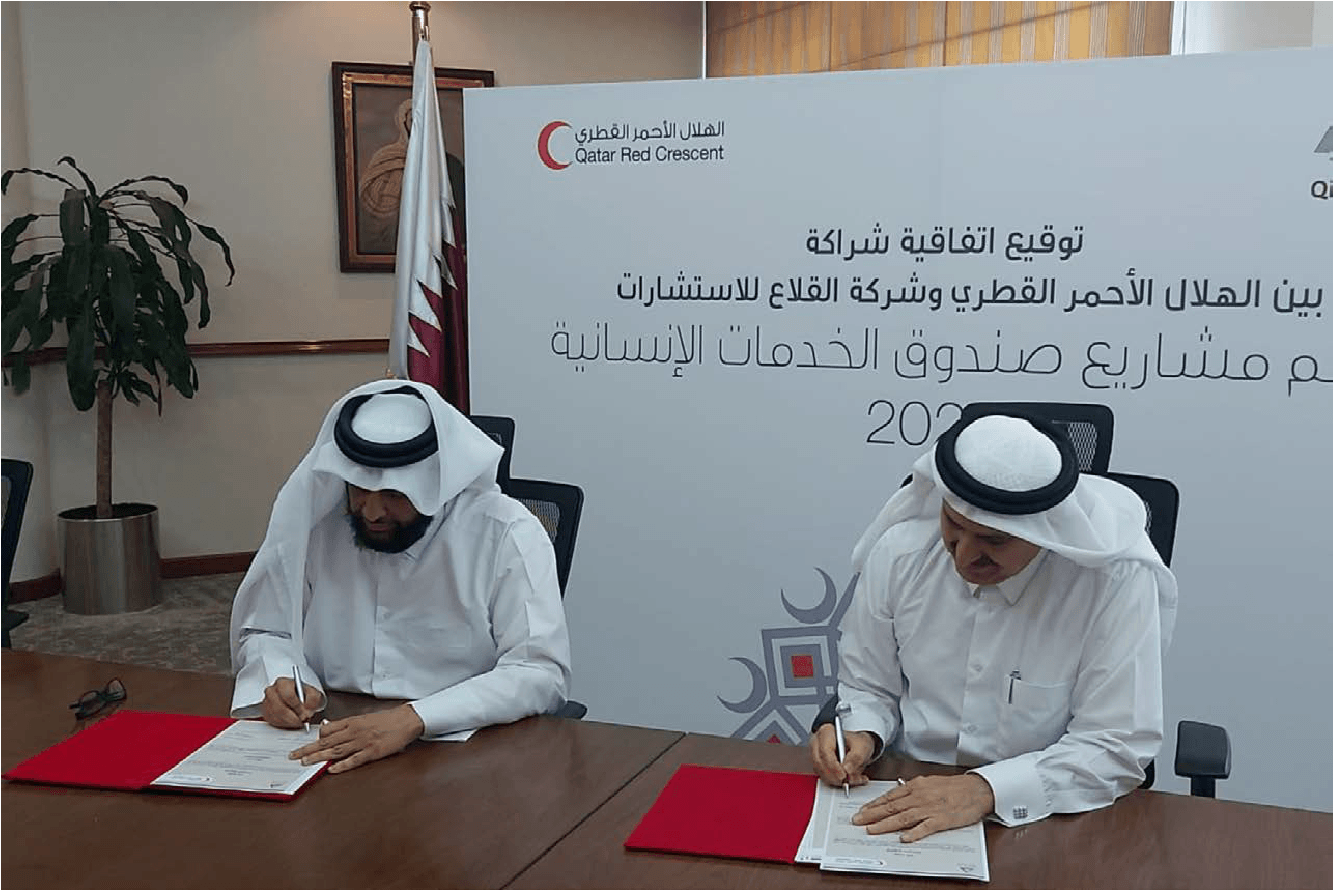 الهلال الأحمر القطري
Qatar Red Crescent
توقيع اتفاقية شراكة
بين الهلال الأحمر القطري وشركة القلاع للاستشارات
مشاريع صندوق الخدمات الإنسانية